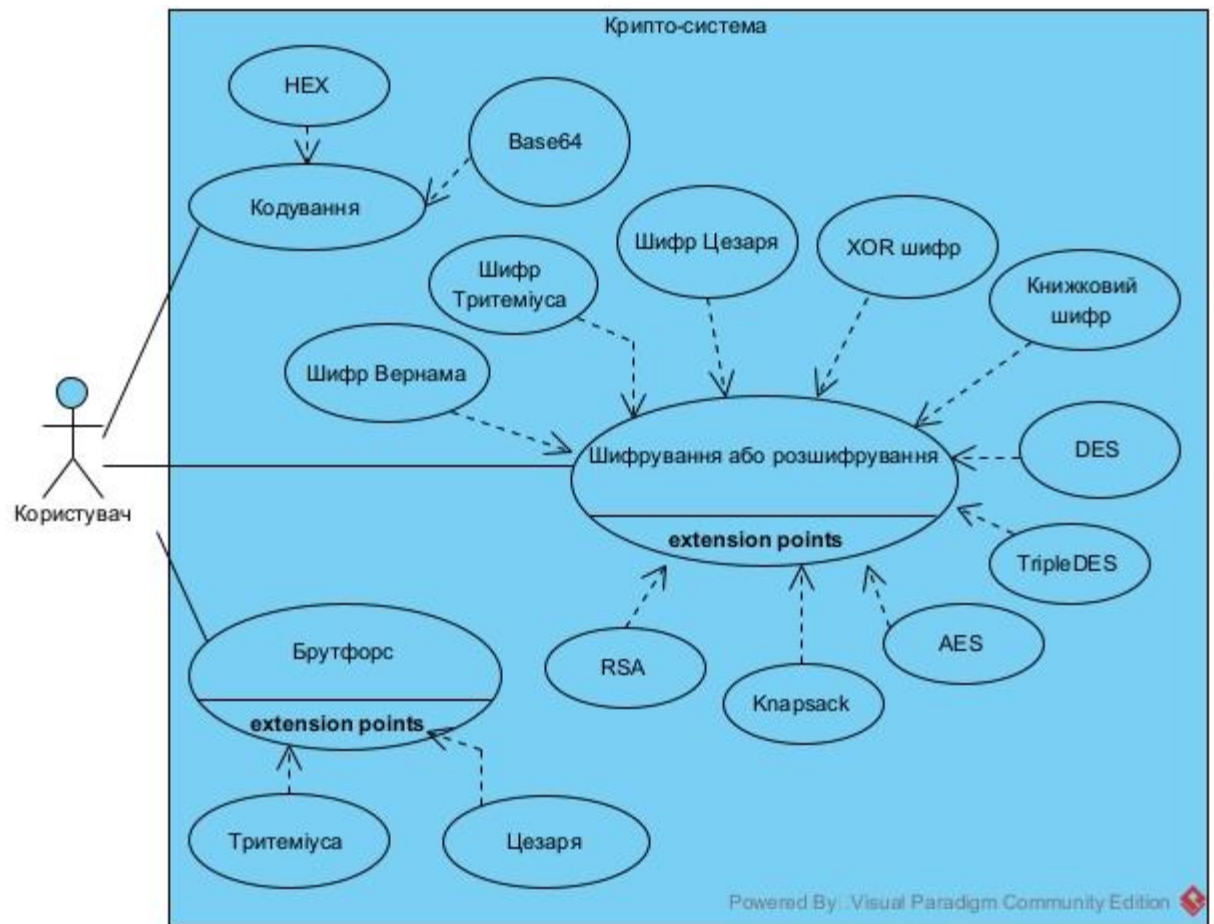 Крипто-система
HEX
Base64
Кодування
Шифр Цезаря
XOR шифр
Шифр
Тритеміуса
Книжковий
шифр
Шифр Вернама
Шифрування або розшифрування
extension points
DES
TripleDES
Користувач
Брутфорс
extension points
RSA
Knapsack
AES
Тритеміуса
Цезаря
Powered By: Visual Paradigm Community Edition